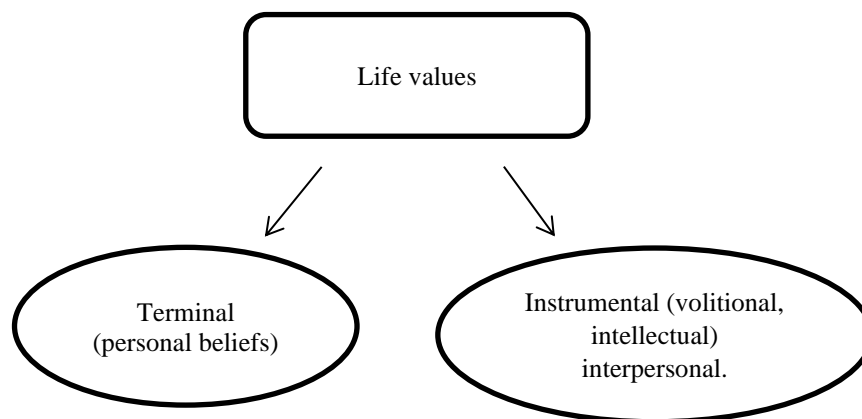 Life values
Terminal
(personal beliefs)
Instrumental (volitional,
intellectual)
interpersonal.